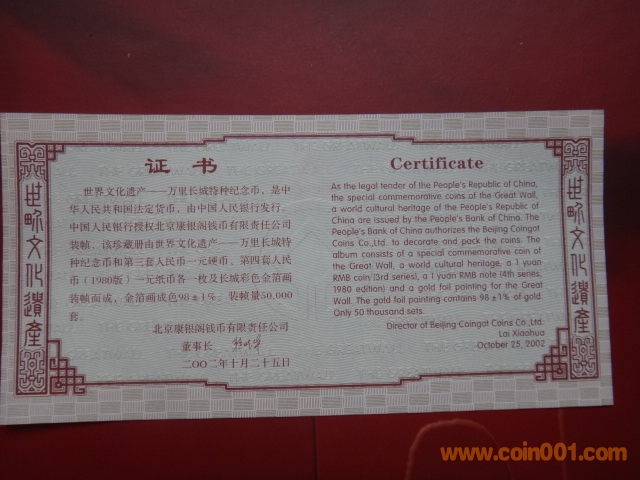 世界文化遗产
证书
世界文化遗产——万里长城特种纪念币，是中
华人民共和国法定货币，由中国人民银行发行。
中国人民银行授权北京康银阁钱币有限责任公司
装帧。该珍藏册由世界文化遗产——万里长城特
种纪念币和第三套人民币一元硬币、第四套人民
币（1980版）一元纸币各一枚及长城彩色金箔画
装帧而成，金箔画成色98±1%。装帧量50,000
套。
北京康银阁钱币有限责任公司
董事长
二〇〇二年十月二十五日
Certificate
As the legal tender of the People's Republic of China,
the special commemorative coins of the Great Wall,
a world cultural heritage of the People's Republic of
China are issued by the People's Bank of China. The
People's Bank of China authorizes the Beijing Coingot
Coins Co.,Ltd. to decorate and pack the coins. The
album consists of a special commemorative coin of
the Great Wall, a world cultural heritage, a 1 yuan
RMB coin (3rd series), a 1 yuan RMB note (4th series,
1980 edition) and a gold foil painting for the Great
Wall. The gold foil painting contains 98 ±1% of gold.
Only 50 thousand sets.
Director of Beijing Coingot Coins Co.,Ltd.
Lai Xiaohua
October 25, 2002
世界文化遺產
www.coin001.com